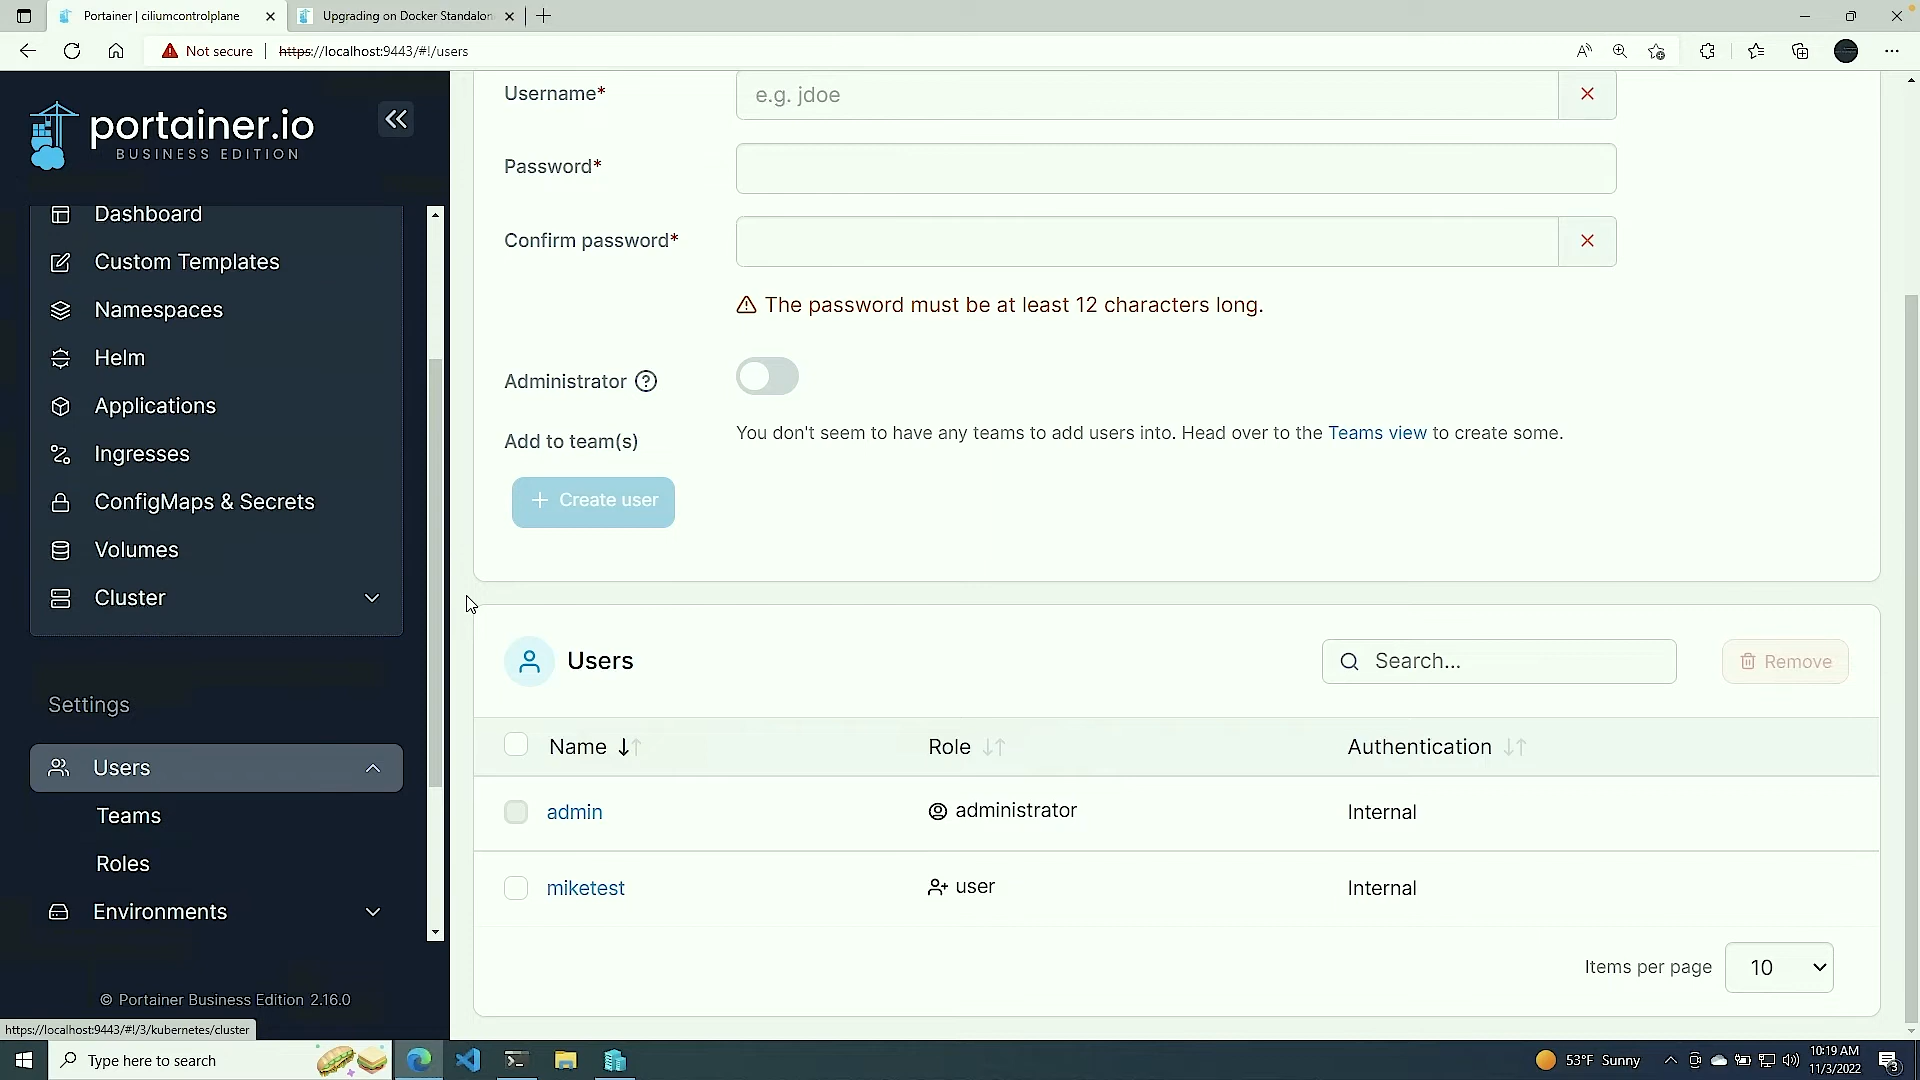 Portainer | ciliumcontrolplane
Upgrading on Docker Standalon
Not secure
https://localhost:9443/#!/users
portainer.io
BUSINESS EDITION
Dashboard
Custom Templates
Namespaces
Helm
Applications
Ingresses
ConfigMaps & Secrets
Volumes
Cluster
Settings
Users
Teams
Roles
Environments
© Portainer Business Edition 2.16.0
https://localhost:9443/#!/3/kubernetes/cluster
Username*
e.g. jdoe
Password*
Confirm password*
The password must be at least 12 characters long.
Administrator
Add to team(s)
You don't seem to have any teams to add users into. Head over to the Teams view to create some.
Create user
Users
Search...
Remove
Name Role Authentication
admin administrator Internal
miketest user Internal
Items per page 10
Type here to search
53°F Sunny
10:19 AM
11/3/2022
3